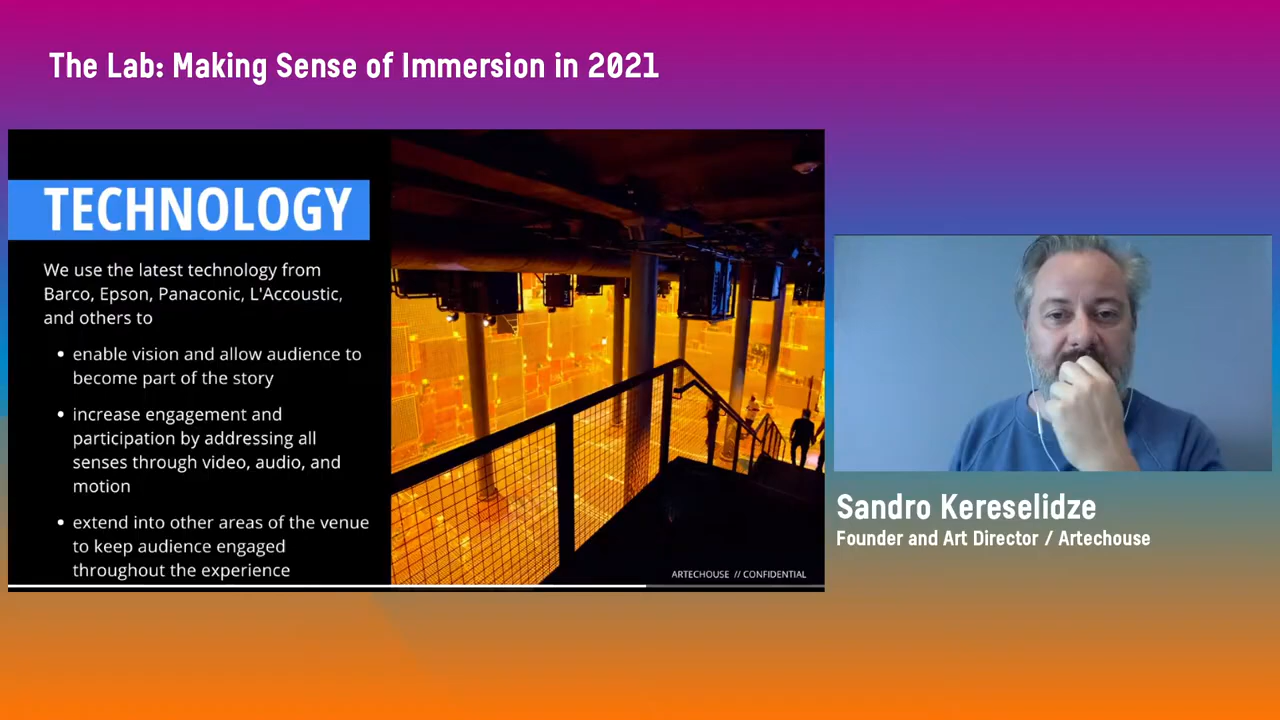 The Lab: Making Sense of Immersion in 2021
TECHNOLOGY
We use the latest technology from
Barco, Epson, Panaconic, L'Accoustic,
and others to
• enable vision and allow audience to
become part of the story
• increase engagement and
participation by addressing all
senses through video, audio, and
motion
• extend into other areas of the venue
to keep audience engaged
throughout the experience
ARTECHOUSE // CONFIDENTIAL
Sandro Kereselidze
Founder and Art Director / Artechouse